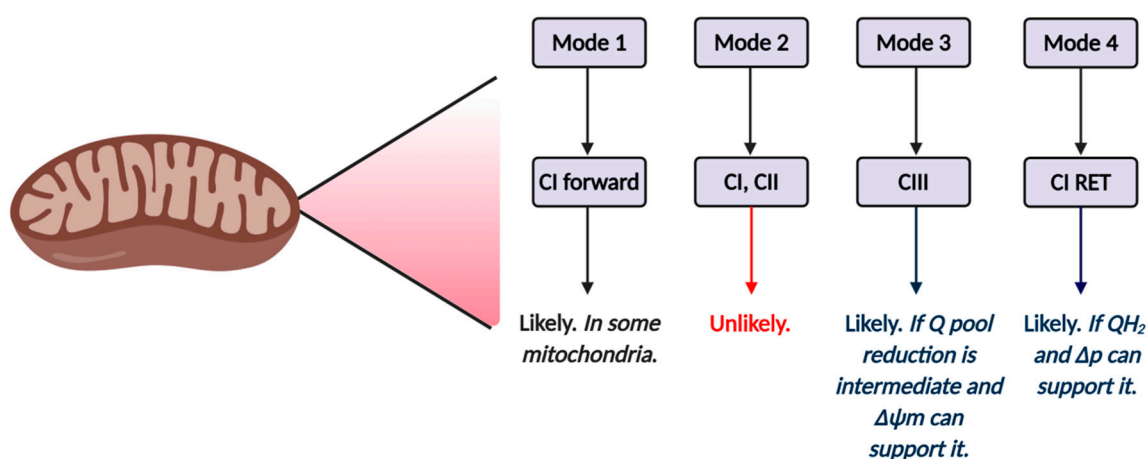 Mode 1
Mode 2
Mode 3
Mode 4
CI forward
CI, CII
CIII
CI RET
Likely. In some
mitochondria.
Unlikely.
Likely. If Q pool
reduction is
intermediate and
Δψm can
support it.
Likely. If QH₂
and Δp can
support it.